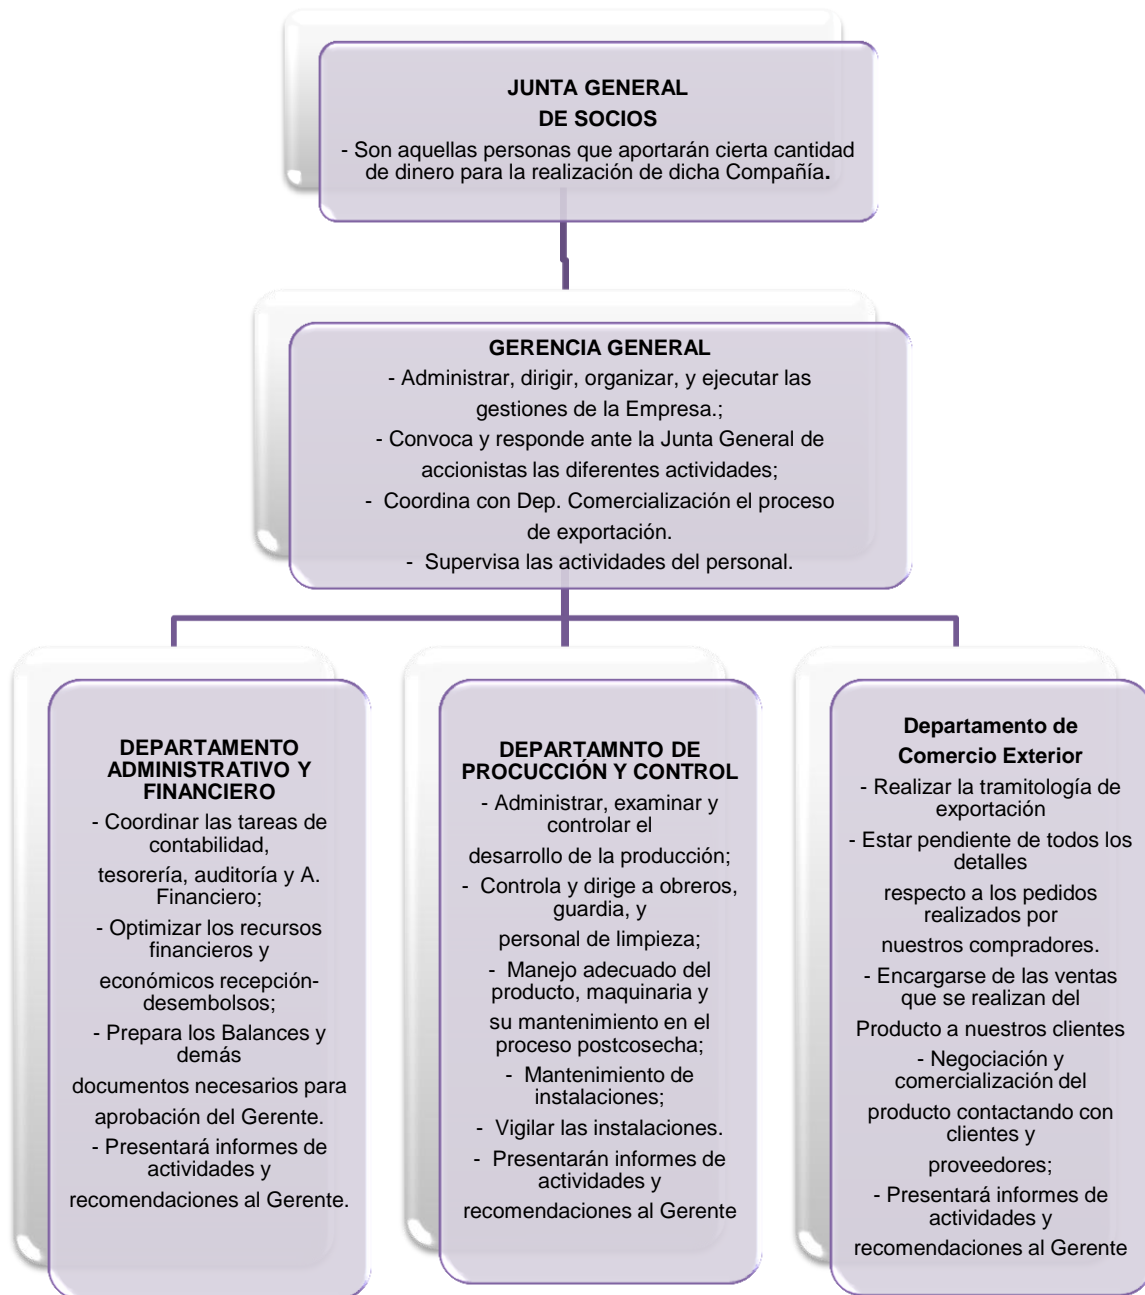 JUNTA GENERAL
DE SOCIOS
- Son aquellas personas que aportarán cierta cantidad
de dinero para la realización de dicha Compañía.
GERENCIA GENERAL
- Administrar, dirigir, organizar, y ejecutar las
gestiones de la Empresa.;
- Convoca y responde ante la Junta General de
accionistas las diferentes actividades;
- Coordina con Dep. Comercialización el proceso
de exportación.
- Supervisa las actividades del personal.
DEPARTAMENTO
ADMINISTRATIVO Y
FINANCIERO
- Coordinar las tareas de
contabilidad,
tesorería, auditoría y A.
Financiero;
- Optimizar los recursos
financieros y
económicos recepción-
desembolsos;
- Prepara los Balances y
demás
documentos necesarios para
aprobación del Gerente.
- Presentará informes de
actividades y
recomendaciones al Gerente.
DEPARTAMNTO DE
PROCUCCIÓN Y CONTROL
- Administrar, examinar y
controlar el
desarrollo de la producción;
- Controla y dirige a obreros,
guardia, y
personal de limpieza;
- Manejo adecuado del
producto, maquinaria y
su mantenimiento en el
proceso postcosecha;
- Mantenimiento de
instalaciones;
- Vigilar las instalaciones.
- Presentarán informes de
actividades y
recomendaciones al Gerente
Departamento de
Comercio Exterior
- Realizar la tramitología de
exportación
- Estar pendiente de todos los
detalles
respecto a los pedidos
realizados por
nuestros compradores.
- Encargarse de las ventas
que se realizan del
Producto a nuestros clientes
- Negociación y
comercialización del
producto contactando con
clientes y
proveedores;
- Presentará informes de
actividades y
recomendaciones al Gerente